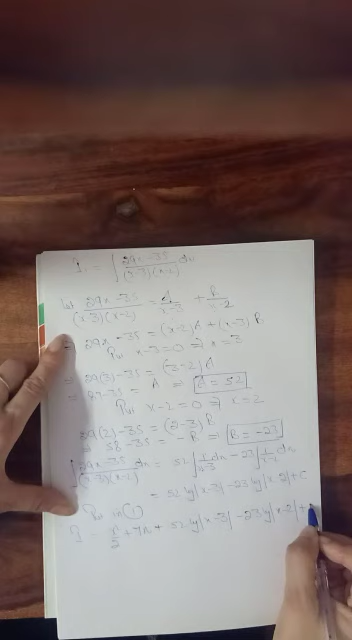 I₁ = ∫ 29x-35/(x-3)(x-2) dx
Let 29x-35/(x-3)(x-2) = A/x-3 + B/x-2
⇒ 29x-35 = (x-2)A + (x-3)B
Put x-3=0 ⇒ x=3
⇒ 29(3)-35 = (3-2)A
⇒ 87-35 = A ⇒ A = 52
Put x-2=0 ⇒ x=2
29(2)-35 = (2-3)B
⇒ 58-35 = -B ⇒ B = -23
∫ 29x-35/(x-3)(x-2) dx = 52∫ 1/x-3 dx - 23∫ 1/x-2 dx
= 52 log|x-3| - 23 log|x-2| + C
Put in (1)
I = x²/2 + 7x + 52 log|x-3| - 23 log|x-2| +